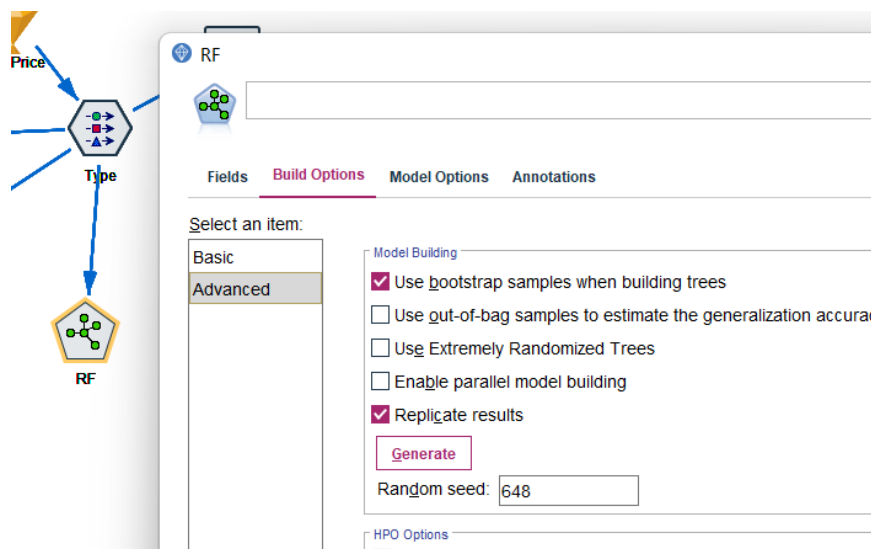 Price
RF
Type
Fields Build Options Model Options Annotations
Select an item:
Basic
Advanced
RF
Model Building
Use bootstrap samples when building trees
Use out-of-bag samples to estimate the generalization
Use Extremely Randomized Trees
Enable parallel model building
Replicate results
Generate
Random seed: 648
HPO Options